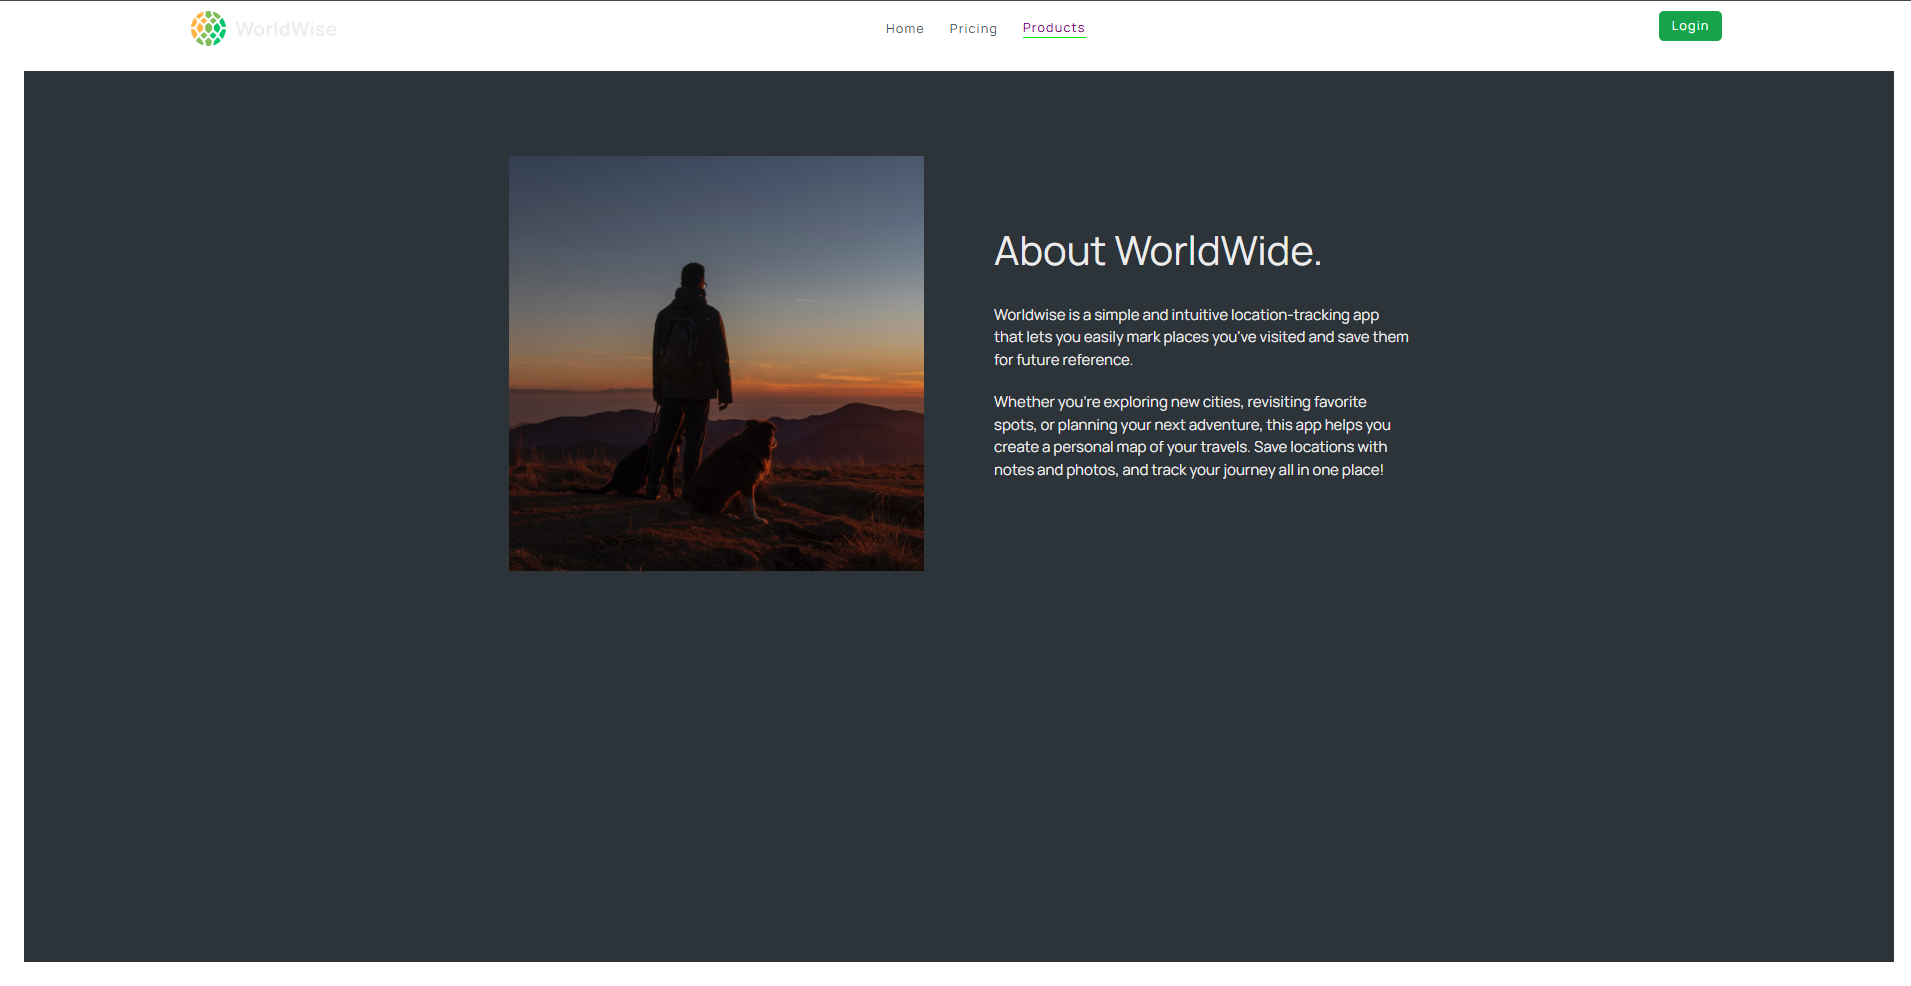 WorldWise
Home
Pricing
Products
Login
About WorldWide.
Worldwise is a simple and intuitive location-tracking app
that lets you easily mark places you've visited and save them
for future reference.
Whether you're exploring new cities, revisiting favorite
spots, or planning your next adventure, this app helps you
create a personal map of your travels. Save locations with
notes and photos, and track your journey all in one place!